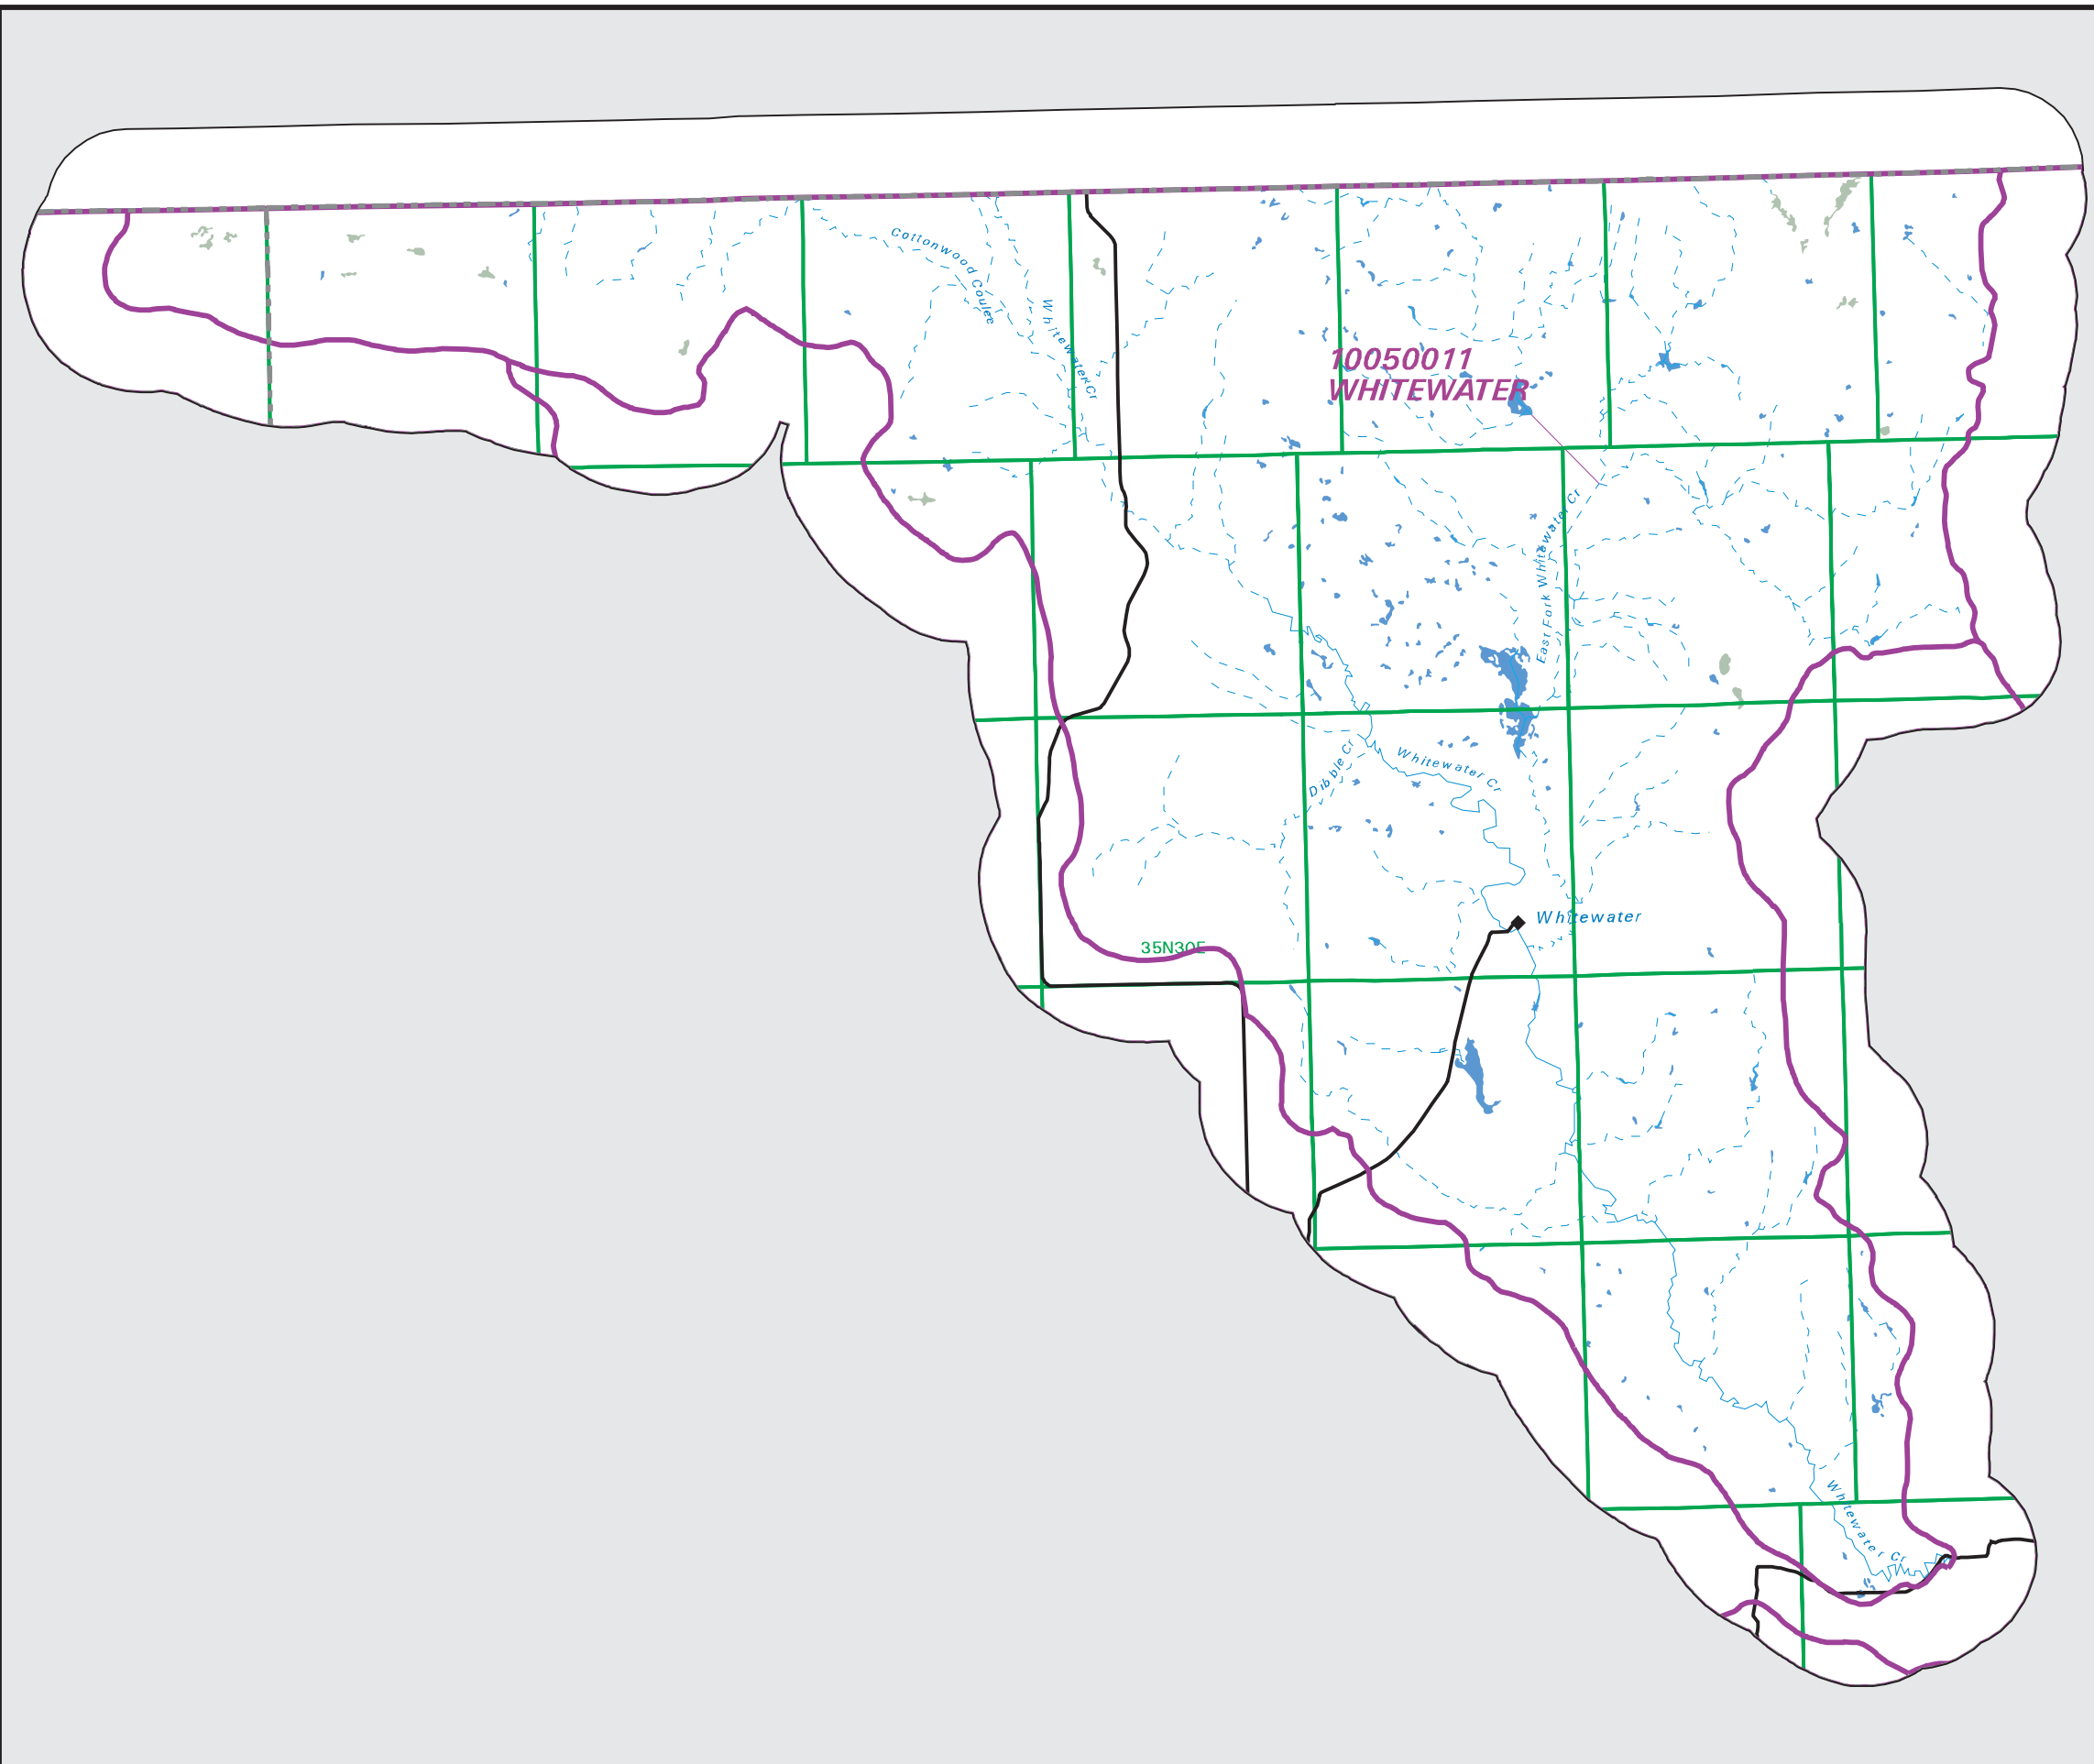 Cottonwood Coulee
Whitewater Cr
10050011
WHITEWATER
East Fork Whitewater Cr
Dibble Cr
Whitewater Cr
Whitewater
35N30E
Whitewater Cr